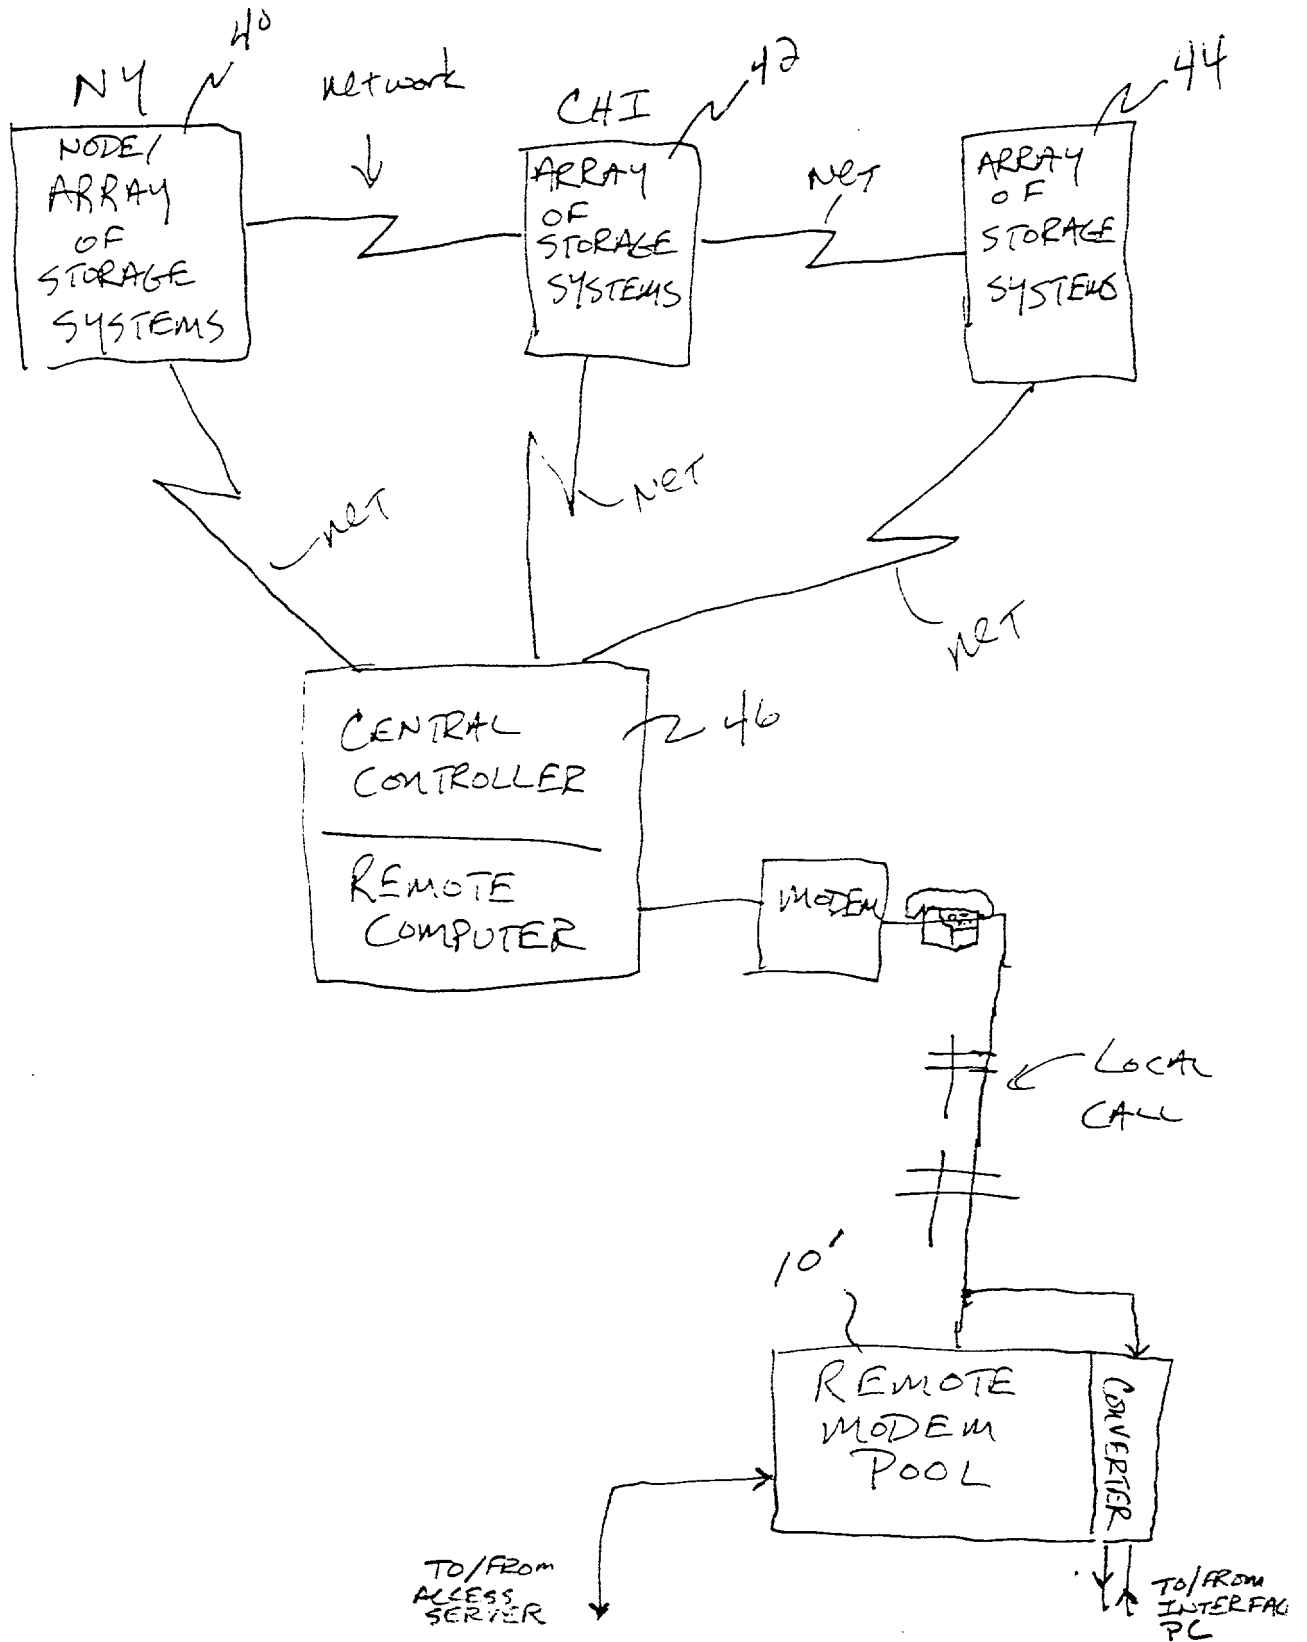 40
NY
network
42
CHI
44
NODE/
ARRAY
OF
STORAGE
SYSTEMS
ARRAY
OF
STORAGE
SYSTEMS
NET
ARRAY
OF
STORAGE
SYSTEMS
NET
NET
NET
CENTRAL
CONTROLLER
46
REMOTE
COMPUTER
MODEM
LOCAL
CALL
10'
REMOTE
MODEM
POOL
CONVERTER
TO/FROM
ACCESS
SERVER
TO/FROM
INTERFAC
PC